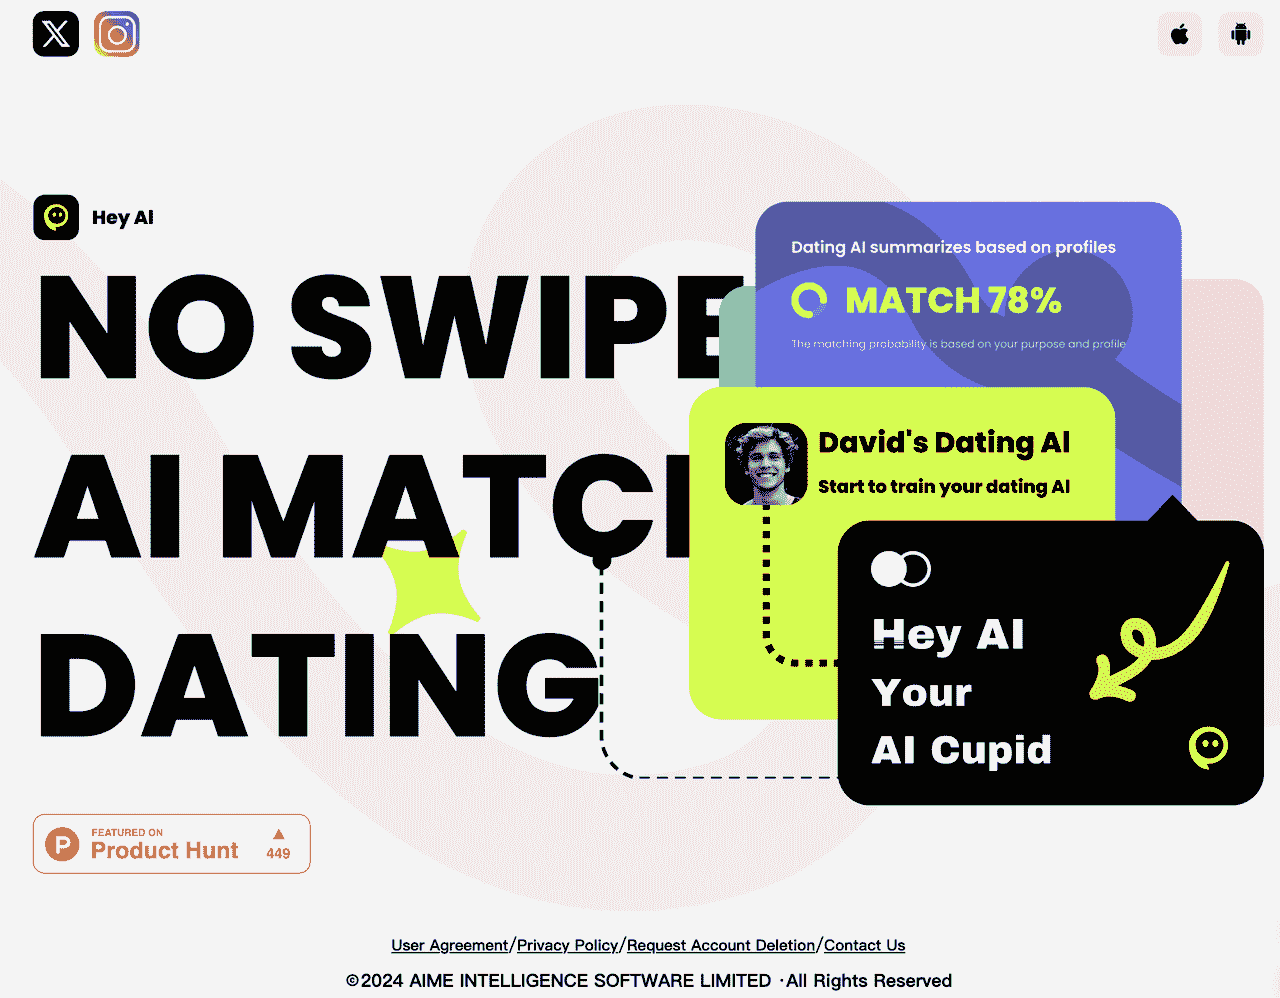 Hey AI
NO SWIPE
AI MATCH
DATING
Dating AI summarizes based on profiles
MATCH 78%
The matching probability is based on your purpose and profile
David's Dating AI
Start to train your dating AI
Hey AI
Your
AI Cupid
FEATURED ON
Product Hunt
449
User Agreement/Privacy Policy/Request Account Deletion/Contact Us
©2024 AIME INTELLIGENCE SOFTWARE LIMITED ·All Rights Reserved